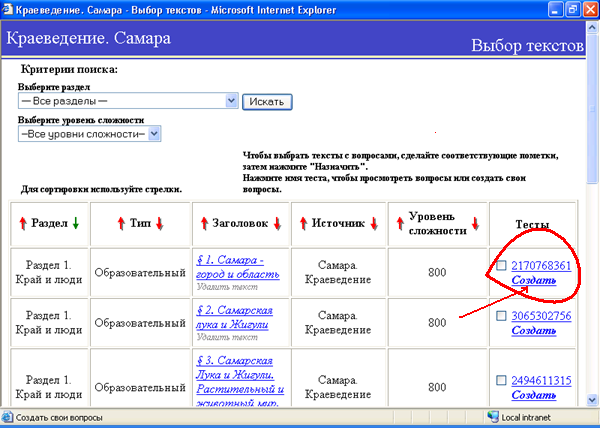 Краеведение. Самара - Выбор текстов - Microsoft Internet Explorer
Краеведение. Самара
Выбор текстов
Критерии поиска:
Выберите раздел
— Все разделы —
Искать
Выберите уровень сложности
--Все уровни сложности--
Чтобы выбрать тексты с вопросами, сделайте соответствующие пометки,
затем нажмите "Назначить".
Нажмите имя теста, чтобы просмотреть вопросы или создать свои
вопросы.
Для сортировки используйте стрелки.
Раздел
Тип
Заголовок
Источник
Уровень
сложности
Тесты
Раздел 1.
Край и люди
Образовательный
§ 1. Самара -
город и область
Удалить текст
Самара.
Краеведение
800
2170768361
Создать
Раздел 1.
Край и люди
Образовательный
§ 2. Самарская
лука и Жигули
Удалить текст
Самара.
Краеведение
800
3065302756
Создать
Раздел 1.
Край и люди
Образовательный
§ 3. Самарская
Лука и Жигули.
Растительный и
животный мир.
Самара.
Краеведение
800
2494611315
Создать
Создать свои вопросы
Local intranet